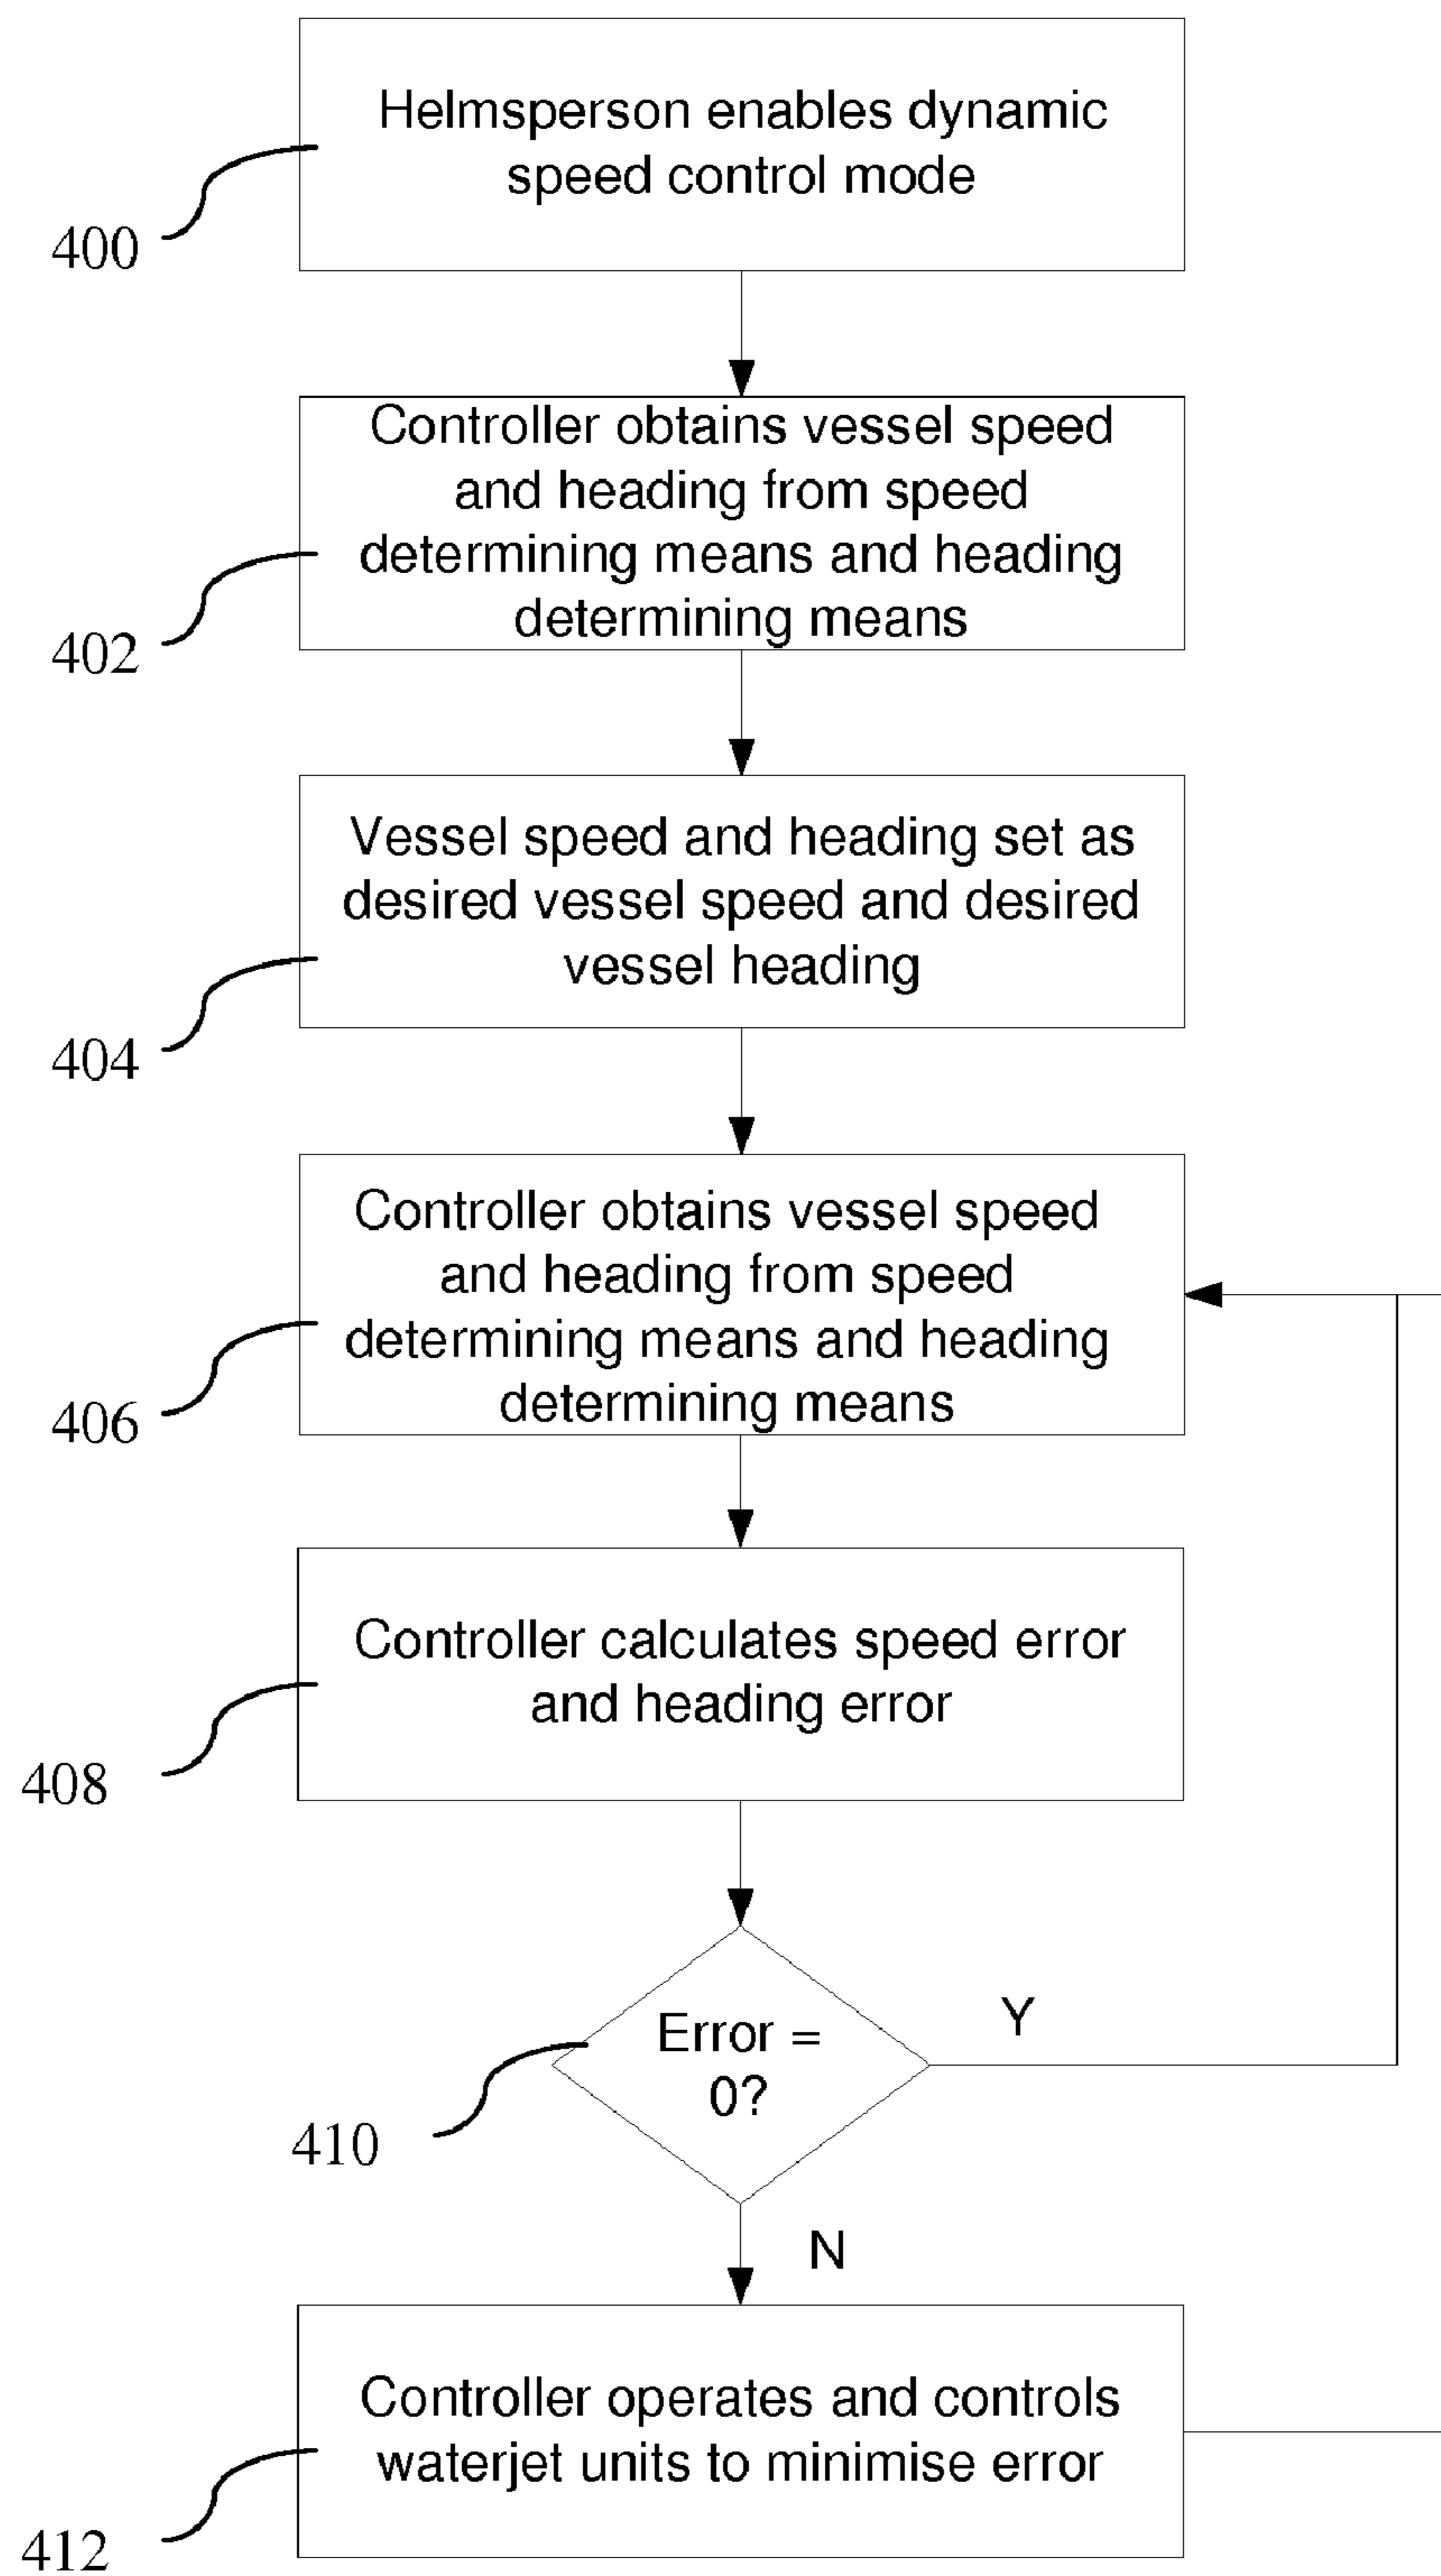 Helmsperson enables dynamic
speed control mode
400
Controller obtains vessel speed
and heading from speed
determining means and heading
determining means
402
Vessel speed and heading set as
desired vessel speed and desired
vessel heading
404
Controller obtains vessel speed
and heading from speed
determining means and heading
determining means
406
Controller calculates speed error
and heading error
408
Y
Error =
0?
410
N
Controller operates and controls
waterjet units to minimise error
412